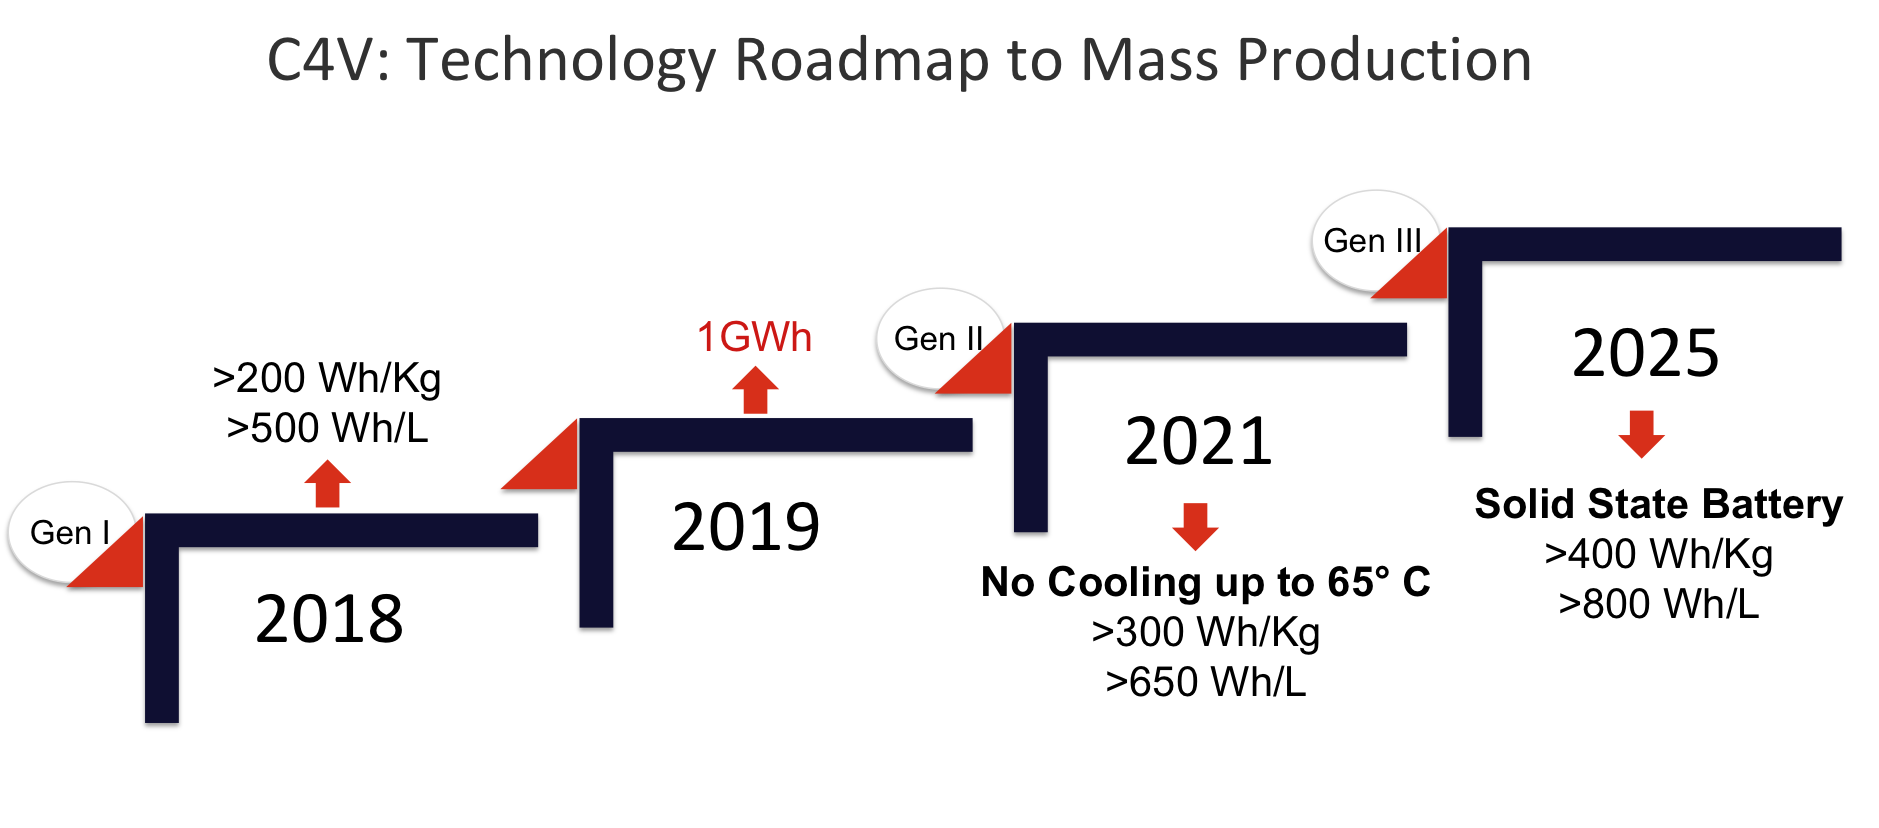 C4V: Technology Roadmap to Mass Production
Gen I
>200 Wh/Kg
>500 Wh/L
2018
1GWh
2019
Gen II
2021
No Cooling up to 65° C
>300 Wh/Kg
>650 Wh/L
Gen III
2025
Solid State Battery
>400 Wh/Kg
>800 Wh/L